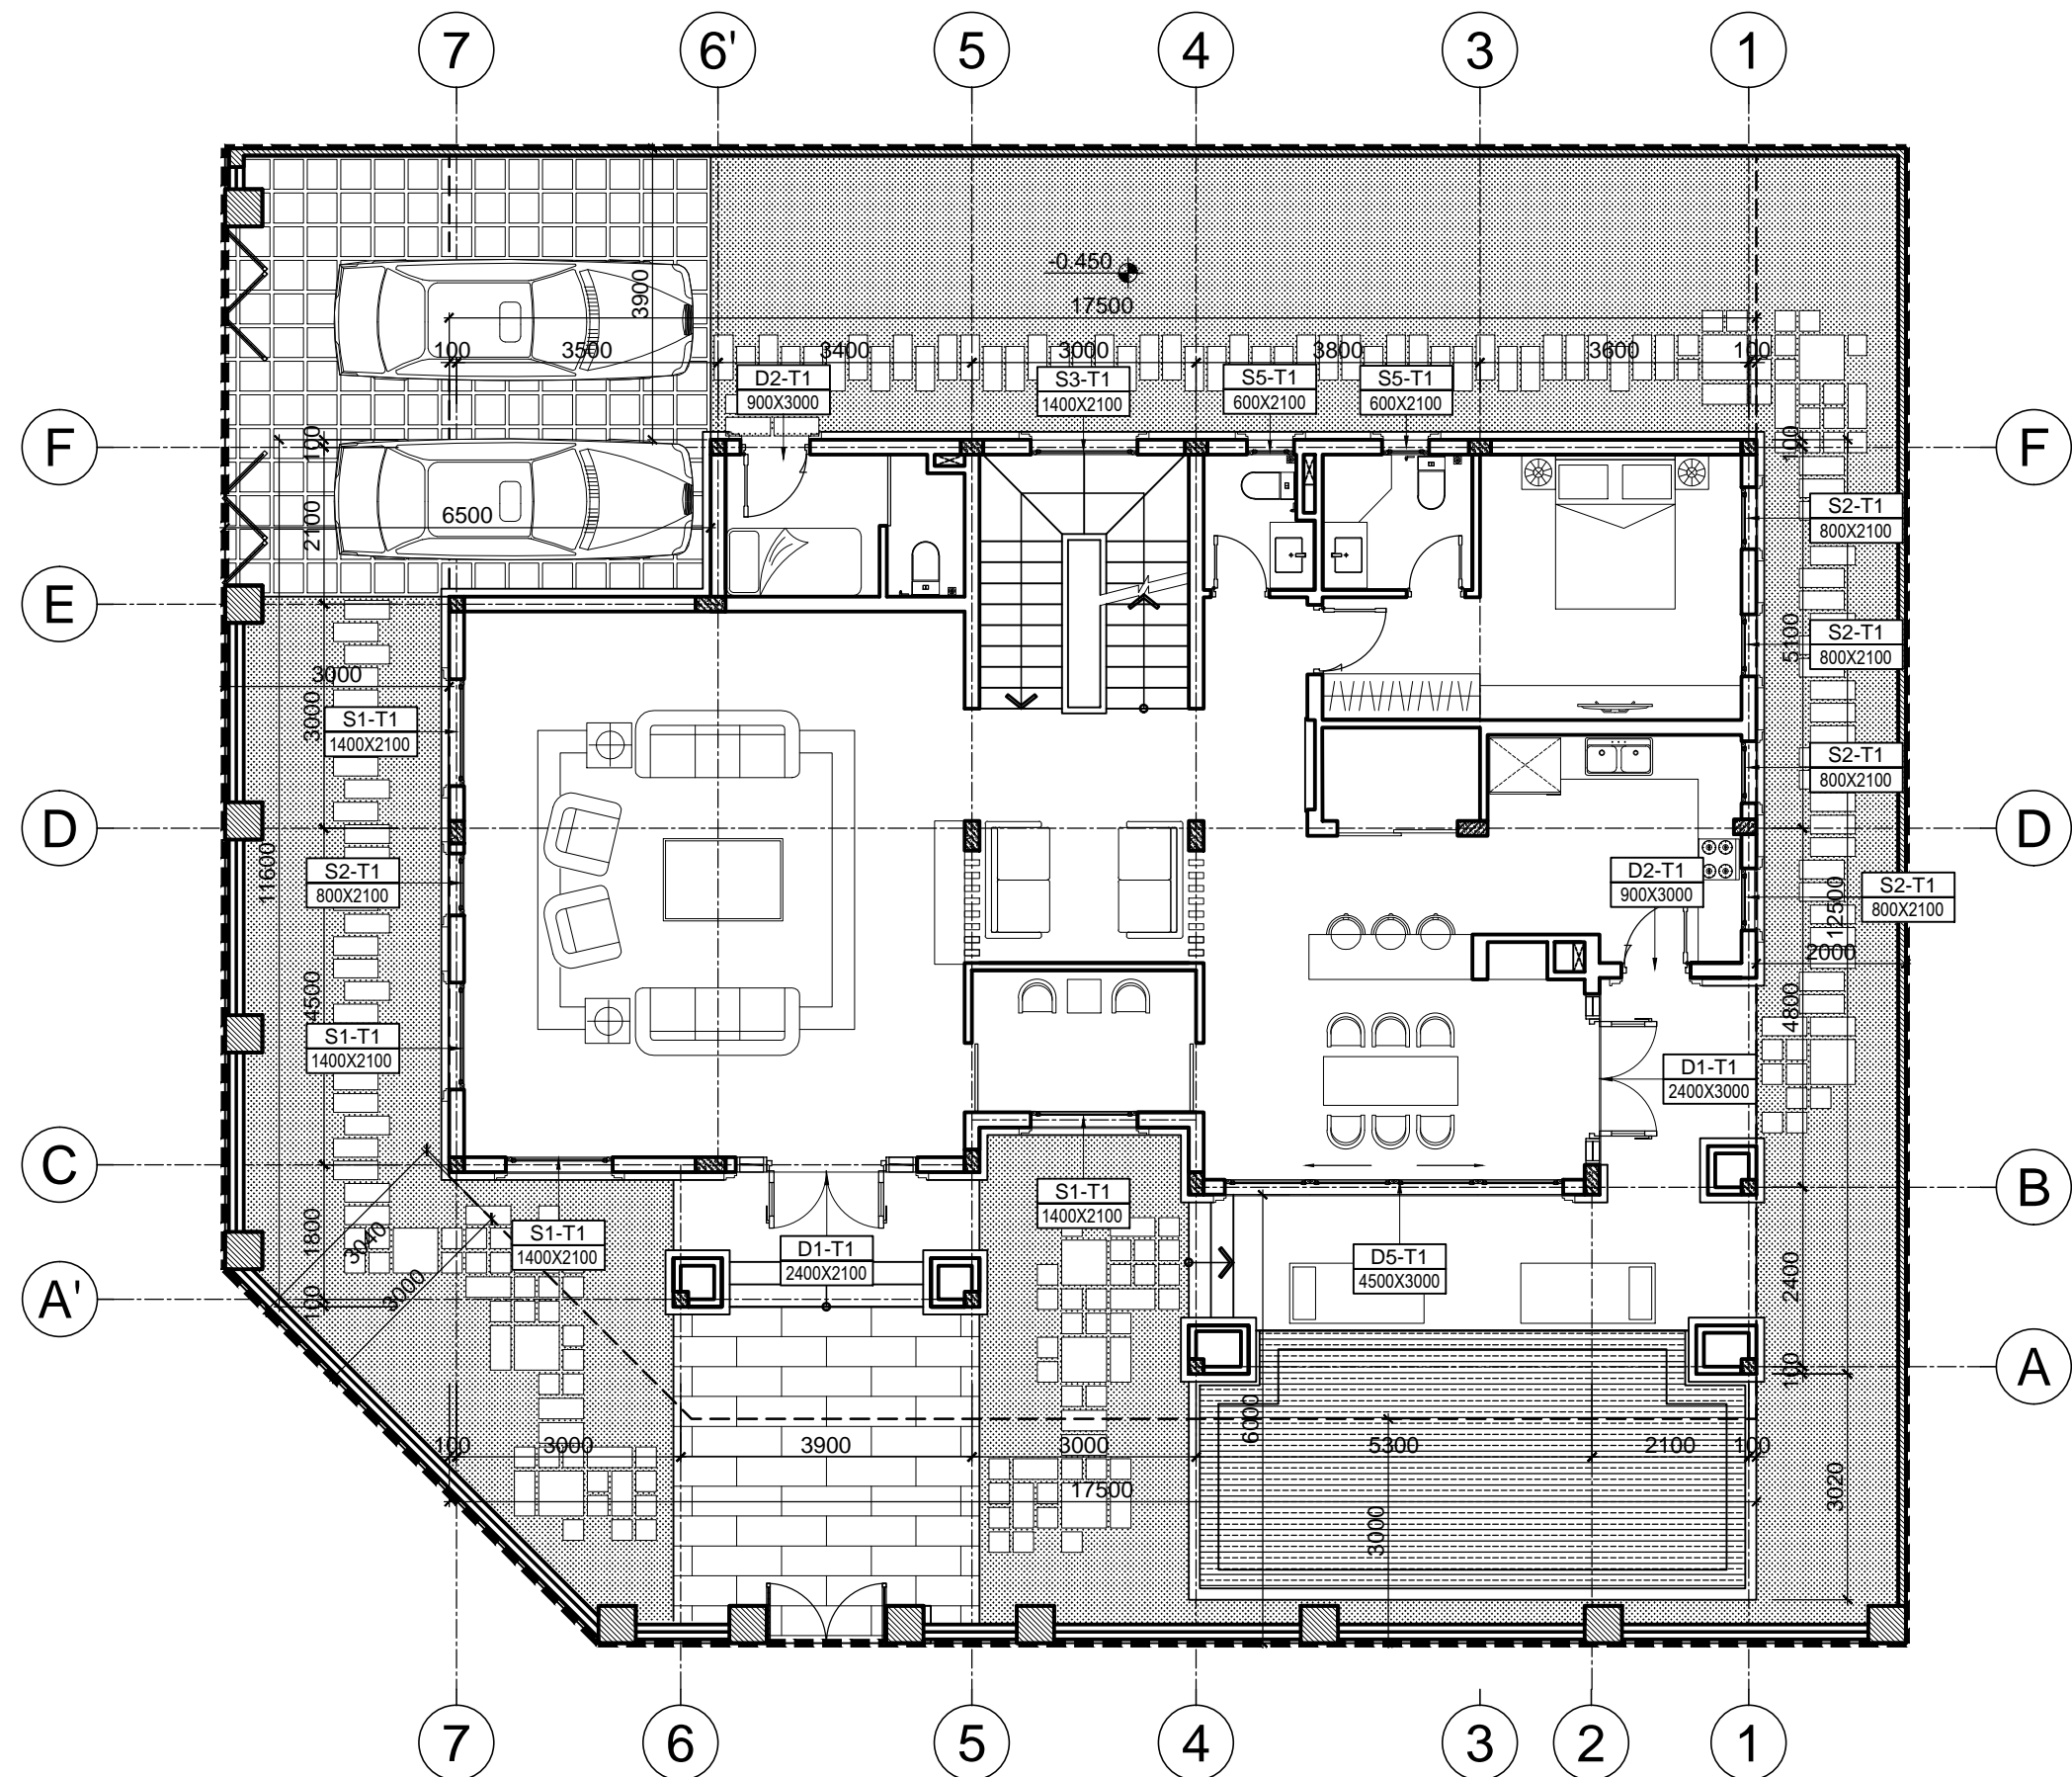 7
6'
5
4
3
1
-0.450
17500
3900
100
3500
3400
3000
3800
3600
100
D2-T1
900X3000
S3-T1
1400X2100
S5-T1
600X2100
S5-T1
600X2100
F
100
100
F
6500
2100
S2-T1
800X2100
E
3000
3000
S1-T1
1400X2100
5100
S2-T1
800X2100
S2-T1
800X2100
D
D
11600
S2-T1
800X2100
D2-T1
900X3000
S2-T1
800X2100
12500
2000
4500
S1-T1
1400X2100
4800
D1-T1
2400X3000
C
B
1800
3040
3000
100
S1-T1
1400X2100
D1-T1
2400X2100
S1-T1
1400X2100
D5-T1
4500X3000
2400
A'
A
100
6000
100
3000
3900
3000
5300
2100
100
17500
3000
3020
7
6
5
4
3
2
1